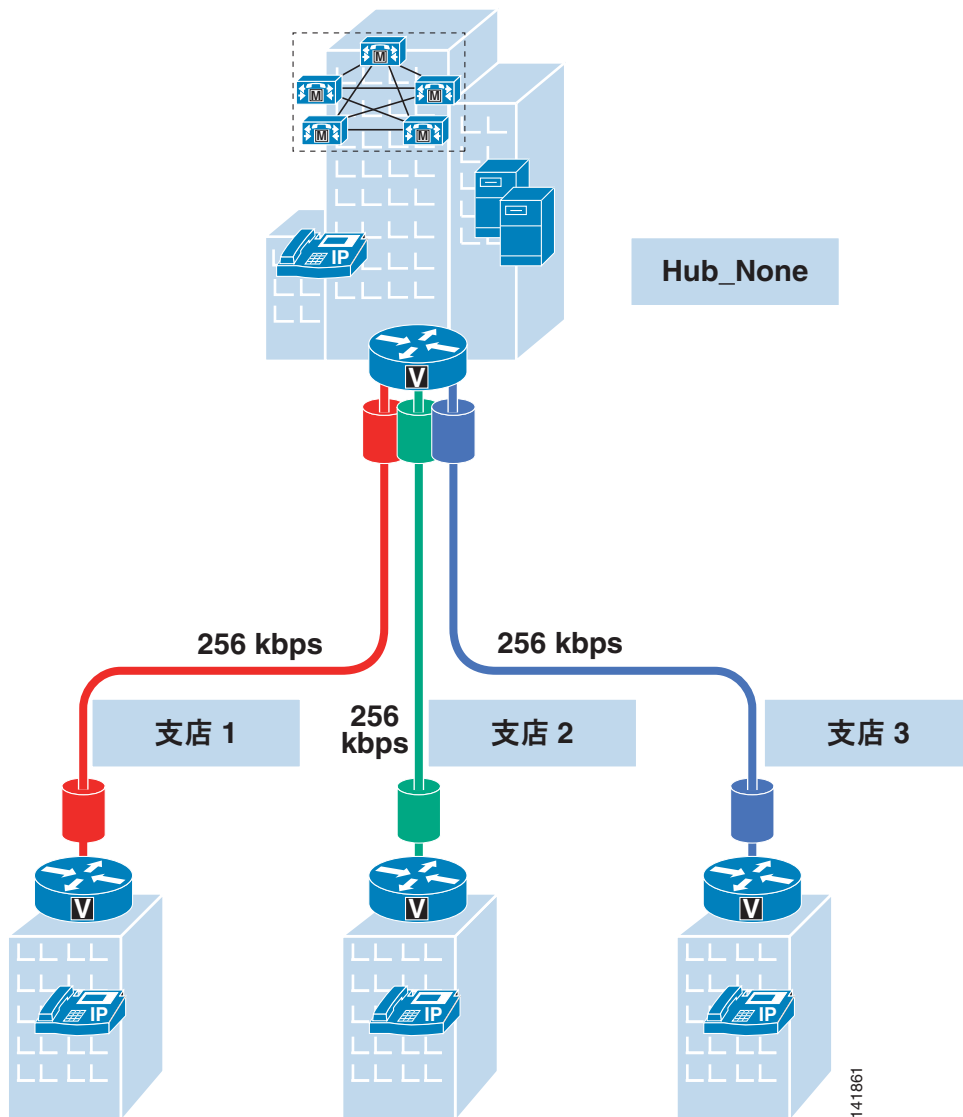 M
M
M
M
M
IP
Hub_None
V
256 kbps
256 kbps
支店 1
256
kbps
支店 2
支店 3
V
V
V
IP
IP
IP
141861